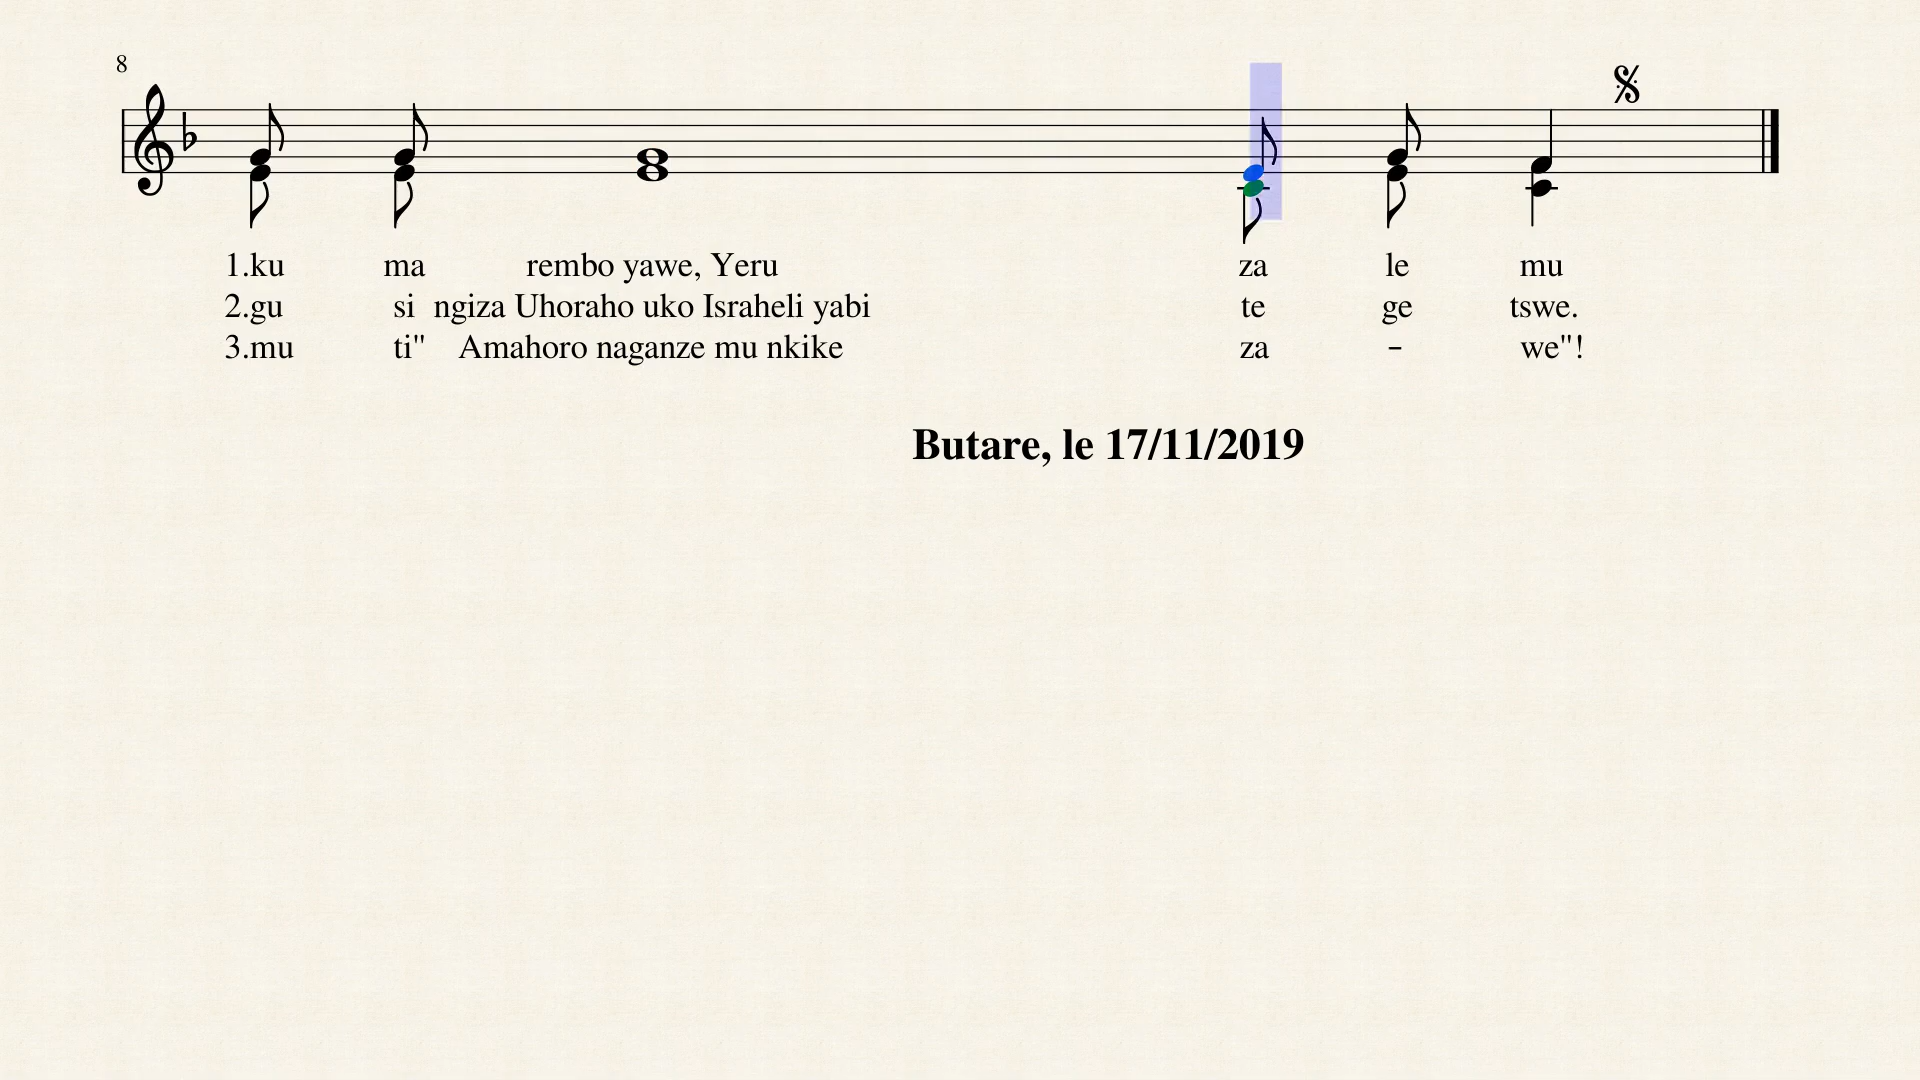 8
1.ku ma rembo yawe, Yeru za le mu
2.gu si ngiza Uhoraho uko Israheli yabi te ge tswe.
3.mu ti" Amahoro naganze mu nkike za - we"!
Butare, le 17/11/2019